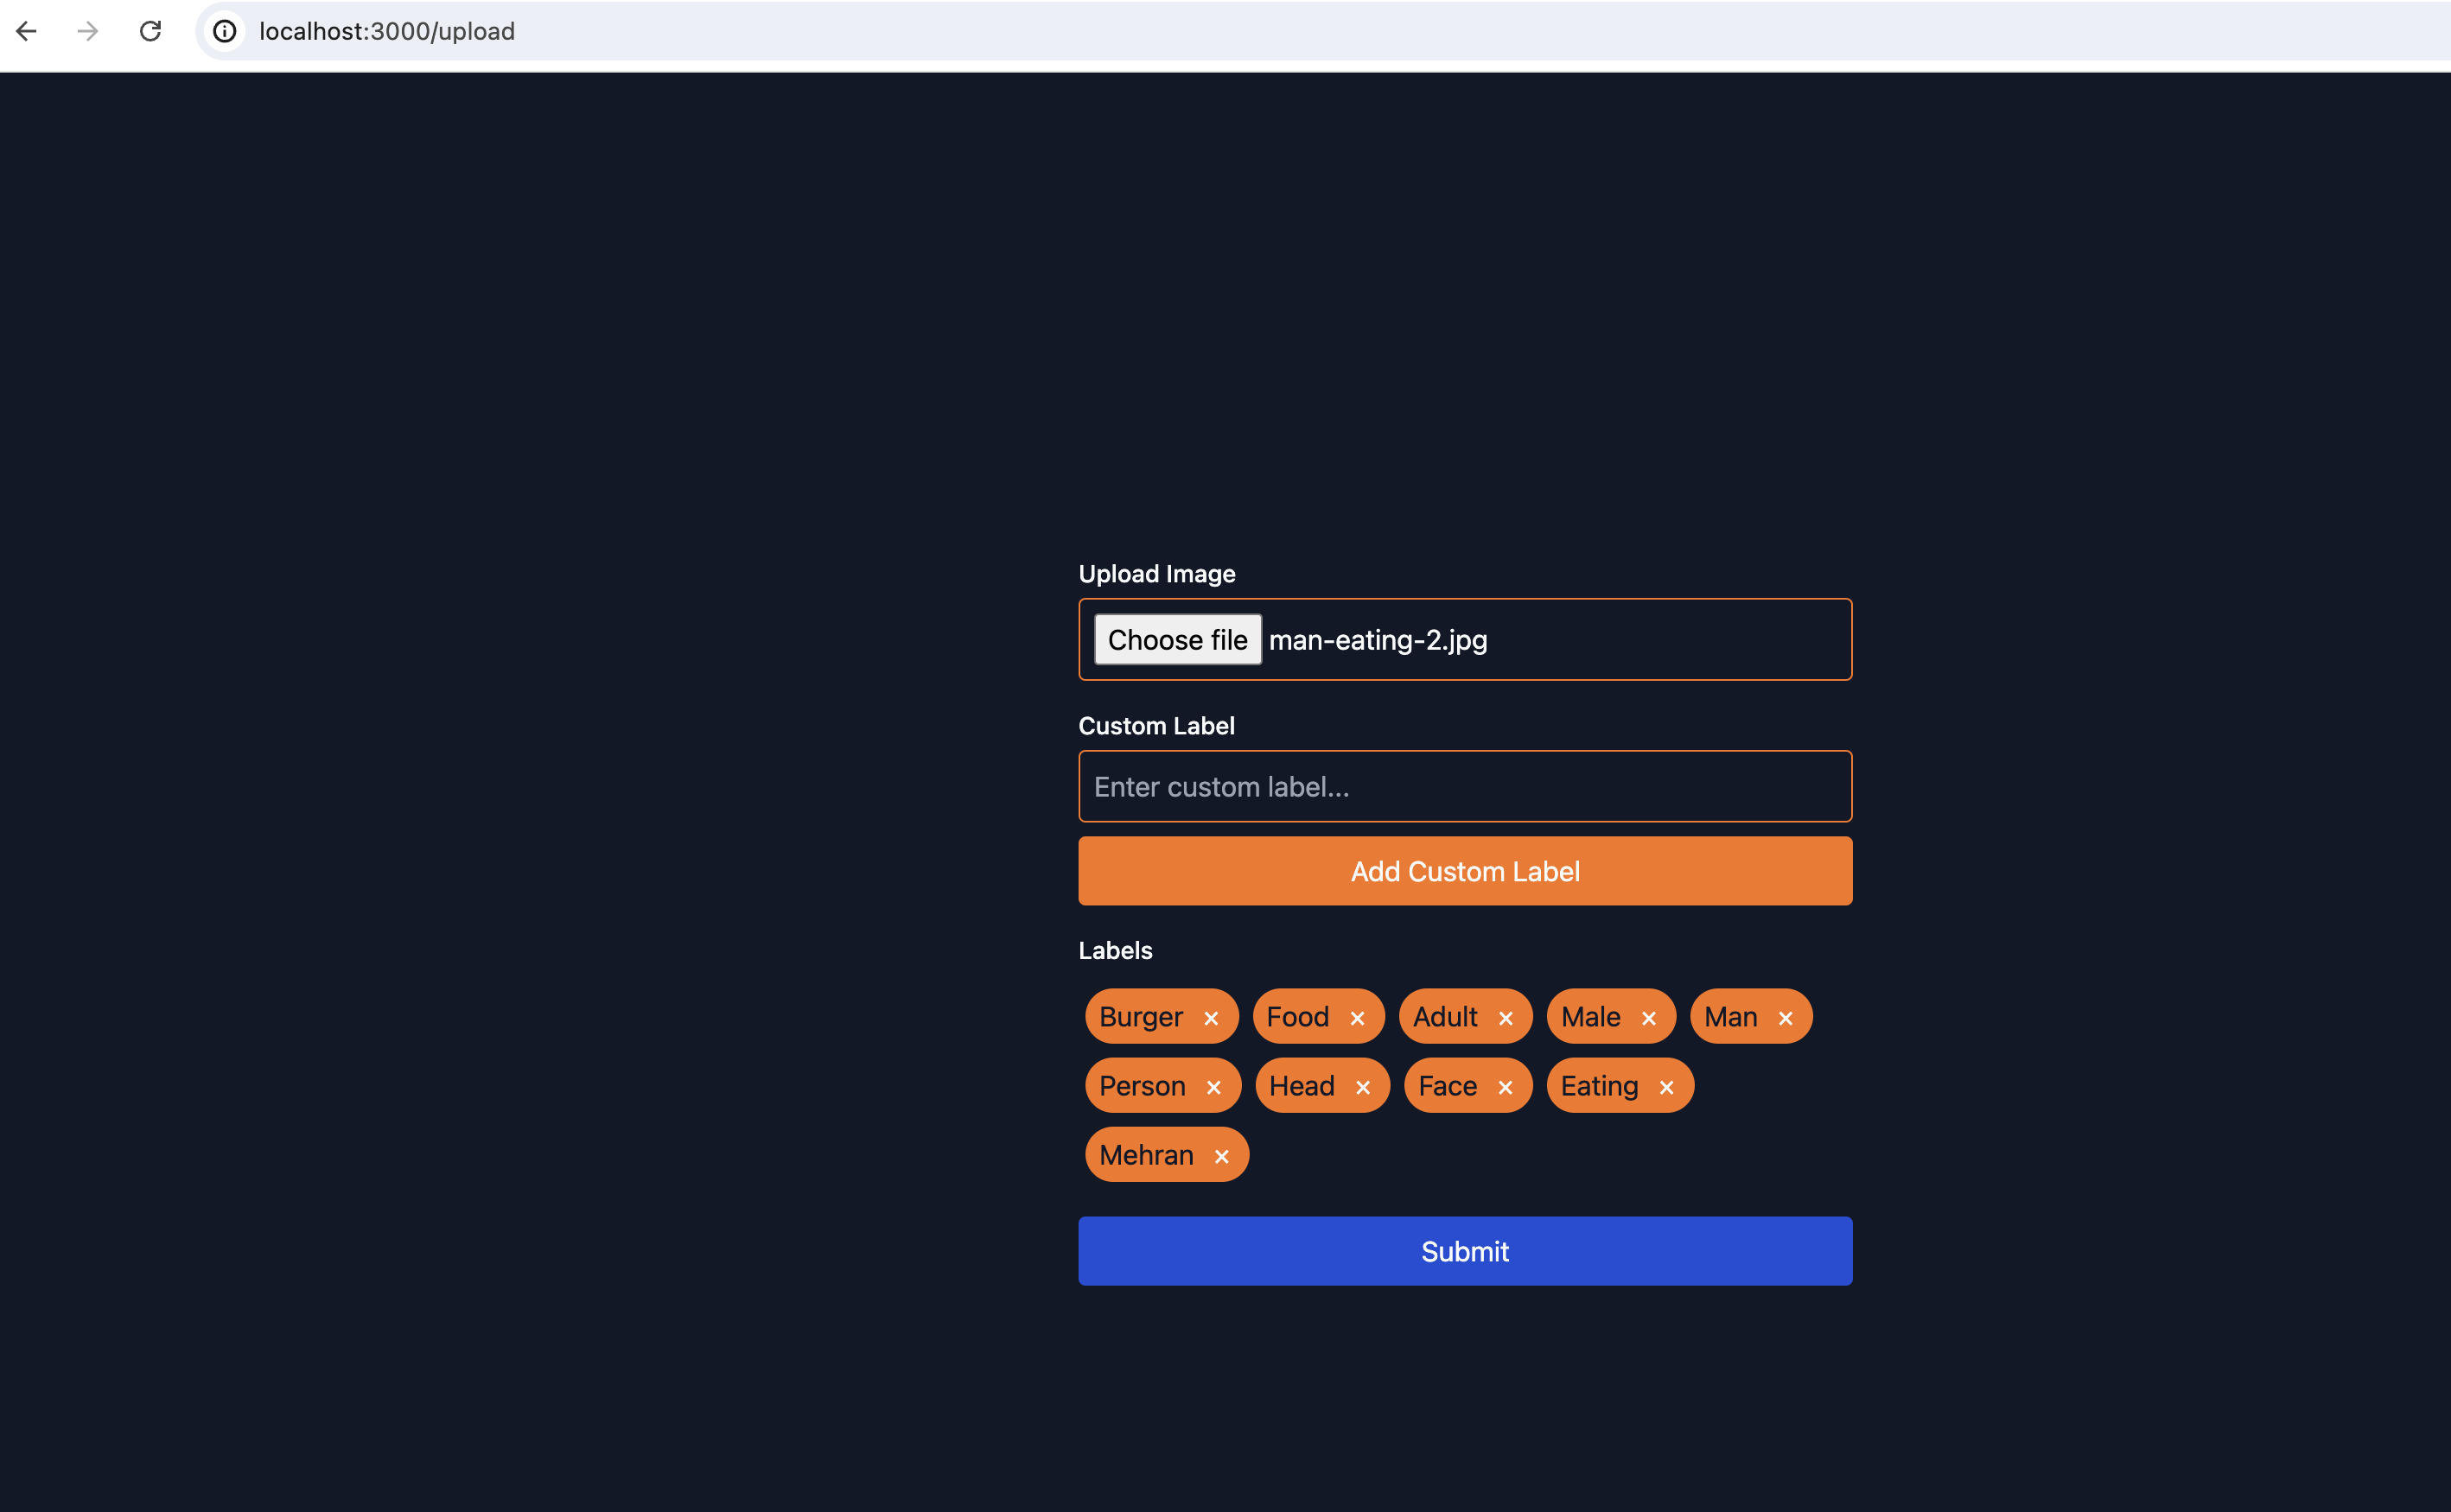 localhost:3000/upload
Upload Image
Choose file man-eating-2.jpg
Custom Label
Enter custom label...
Add Custom Label
Labels
Burger × Food × Adult × Male × Man ×
Person × Head × Face × Eating ×
Mehran ×
Submit